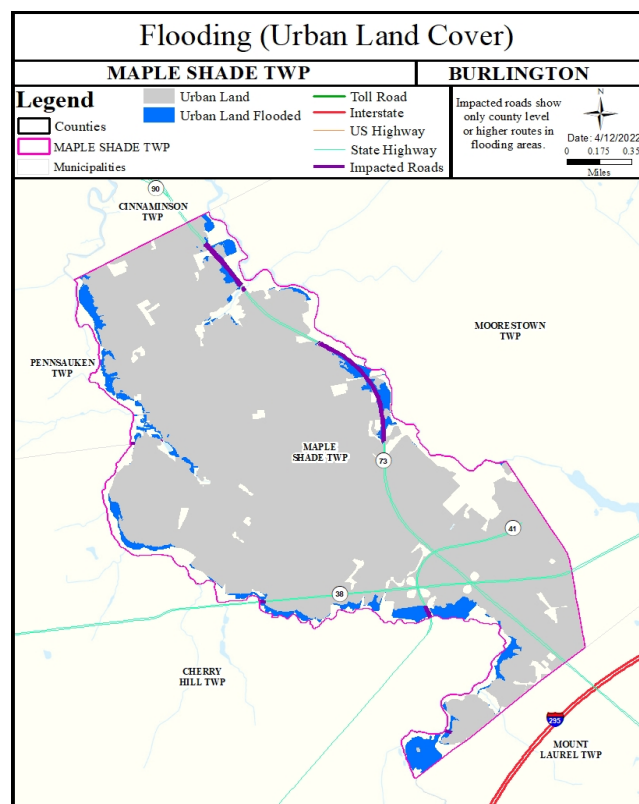 Flooding (Urban Land Cover)
MAPLE SHADE TWP
BURLINGTON
Legend
Counties
MAPLE SHADE TWP
Municipalities
Urban Land
Urban Land Flooded
Toll Road
Interstate
US Highway
State Highway
Impacted Roads
Impacted roads show
only county level
or higher routes in
flooding areas.
N
Date: 4/12/2022
0 0.175 0.35
Miles
90
CINNAMINSON
TWP
MOORESTOWN
TWP
PENNSAUKEN
TWP
MAPLE
SHADE TWP
73
41
38
CHERRY
HILL TWP
295
MOUNT
LAUREL TWP